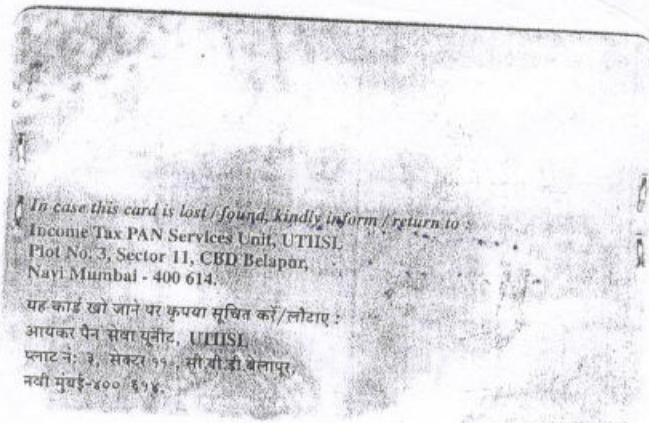 In case this card is lost / found, kindly inform / return to :
Income Tax PAN Services Unit, UTIISL
Plot No. 3, Sector 11, CBD Belapur,
Navi Mumbai - 400 614.
यह कार्ड खो जाने पर कृपया सूचित करें/लौटाए :
आयकर पैन सेवा यूनीट, UTIISL
प्लाट नं: ३, सेक्टर ११ , सी.बी.डी.बेलापूर,
नवी मुंबई-४०० ६१४.